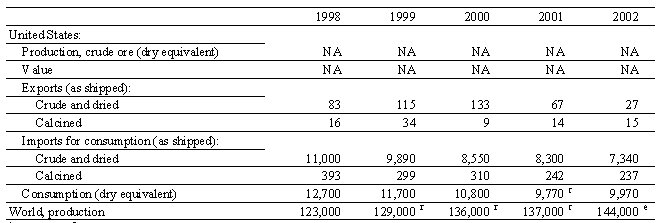 1998 1999 2000 2001 2002
United States:
Production, crude ore (dry equivalent) NA NA NA NA NA
Value NA NA NA NA NA
Exports (as shipped):
Crude and dried 83 115 133 67 27
Calcined 16 34 9 14 15
Imports for consumption (as shipped):
Crude and dried 11,000 9,890 8,550 8,300 7,340
Calcined 393 299 310 242 237
Consumption (dry equivalent) 12,700 11,700 10,800 9,770 r 9,970
World, production 123,000 129,000 r 136,000 r 137,000 r 144,000 e